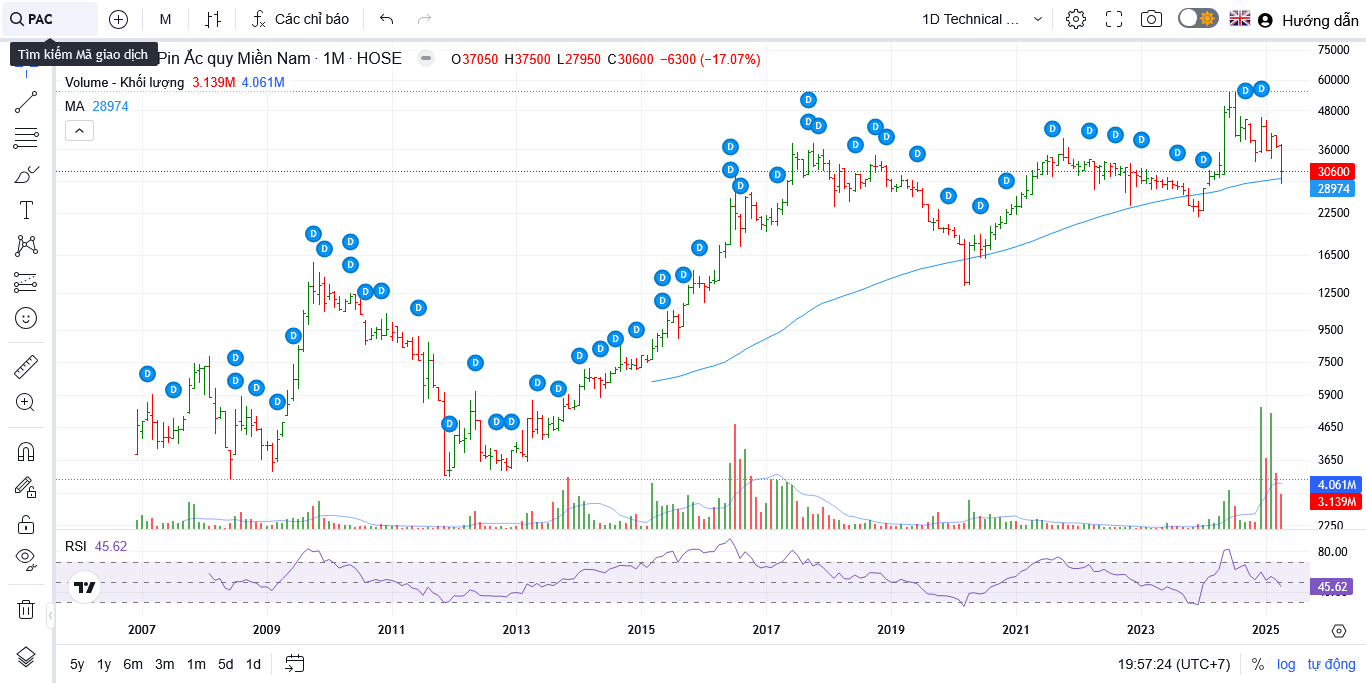 PAC
M
Các chỉ báo
1D Technical ...
Hướng dẫn
Tìm kiếm Mã giao dịch
Pin Ắc quy Miền Nam · 1M · HOSE
O37050 H37500 L27950 C30600 −6300 (−17.07%)
Volume - Khối lượng 3.139M 4.061M
MA 28974
75000
60000
48000
36000
30600
28974
22500
16500
12500
9500
7500
5900
4650
3650
4.061M
3.139M
2250
RSI 45.62
80.00
45.62
2007 2009 2011 2013 2015 2017 2019 2021 2023 2025
5y 1y 6m 3m 1m 5d 1d
19:57:24 (UTC+7) % log tự động